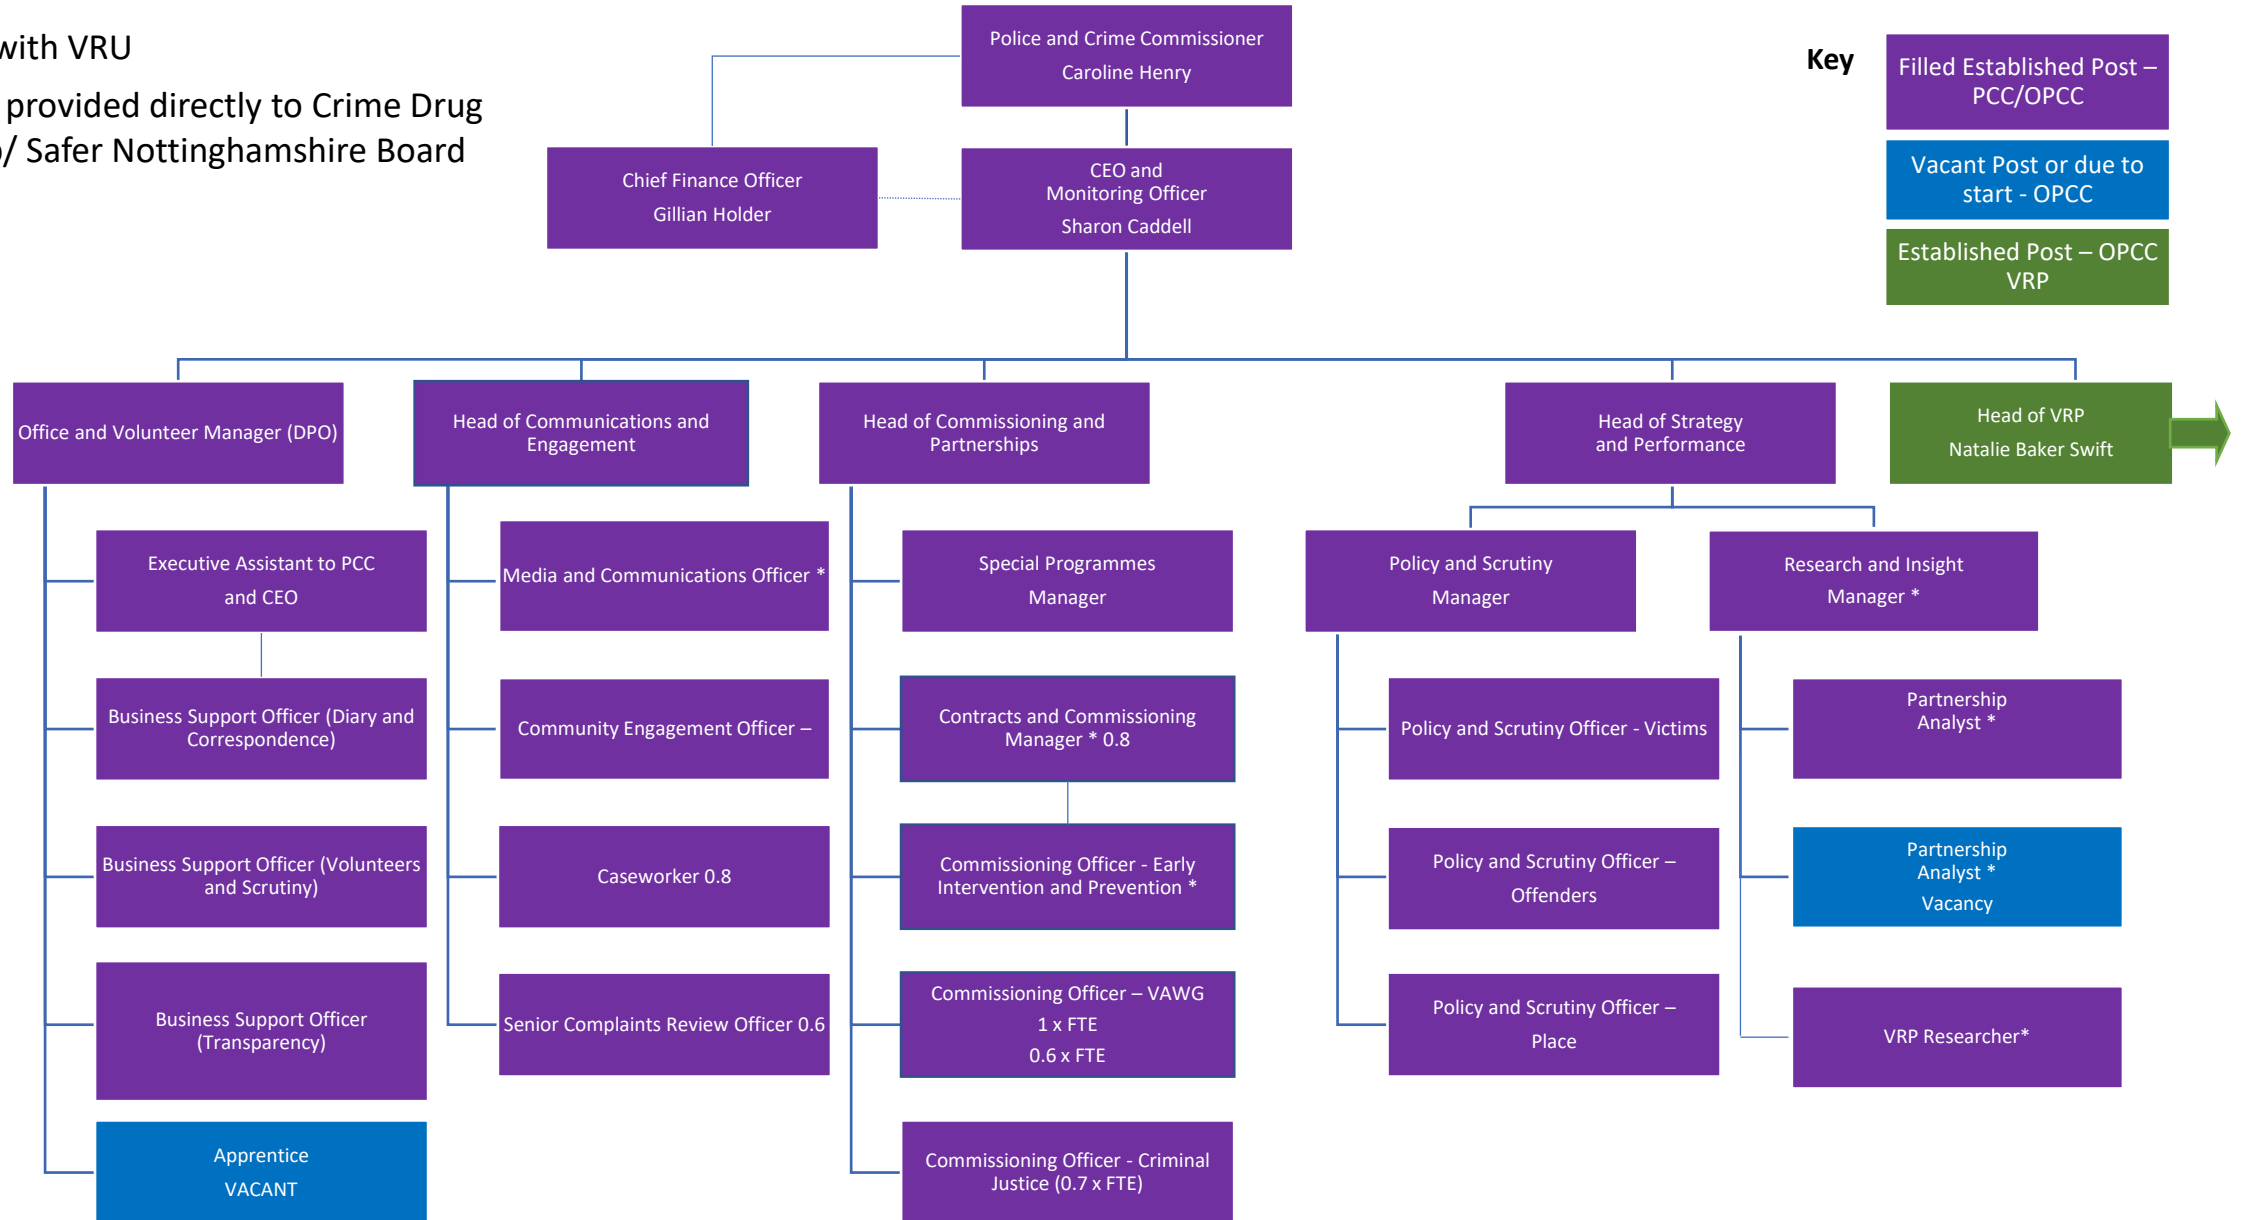 with VRU
provided directly to Crime Drug
/ Safer Nottinghamshire Board
Police and Crime Commissioner
Caroline Henry
Key
Filled Established Post –
PCC/OPCC
Vacant Post or due to
start - OPCC
Established Post – OPCC
VRP
Chief Finance Officer
Gillian Holder
CEO and
Monitoring Officer
Sharon Caddell
Office and Volunteer Manager (DPO)
Head of Communications and
Engagement
Head of Commissioning and
Partnerships
Head of Strategy
and Performance
Head of VRP
Natalie Baker Swift
Executive Assistant to PCC
and CEO
Business Support Officer (Diary and
Correspondence)
Business Support Officer (Volunteers
and Scrutiny)
Business Support Officer
(Transparency)
Apprentice
VACANT
Media and Communications Officer *
Community Engagement Officer –
Caseworker 0.8
Senior Complaints Review Officer 0.6
Special Programmes
Manager
Contracts and Commissioning
Manager * 0.8
Commissioning Officer - Early
Intervention and Prevention *
Commissioning Officer – VAWG
1 x FTE
0.6 x FTE
Commissioning Officer - Criminal
Justice (0.7 x FTE)
Policy and Scrutiny
Manager
Policy and Scrutiny Officer - Victims
Policy and Scrutiny Officer –
Offenders
Policy and Scrutiny Officer –
Place
Research and Insight
Manager *
Partnership
Analyst *
Partnership
Analyst *
Vacancy
VRP Researcher*